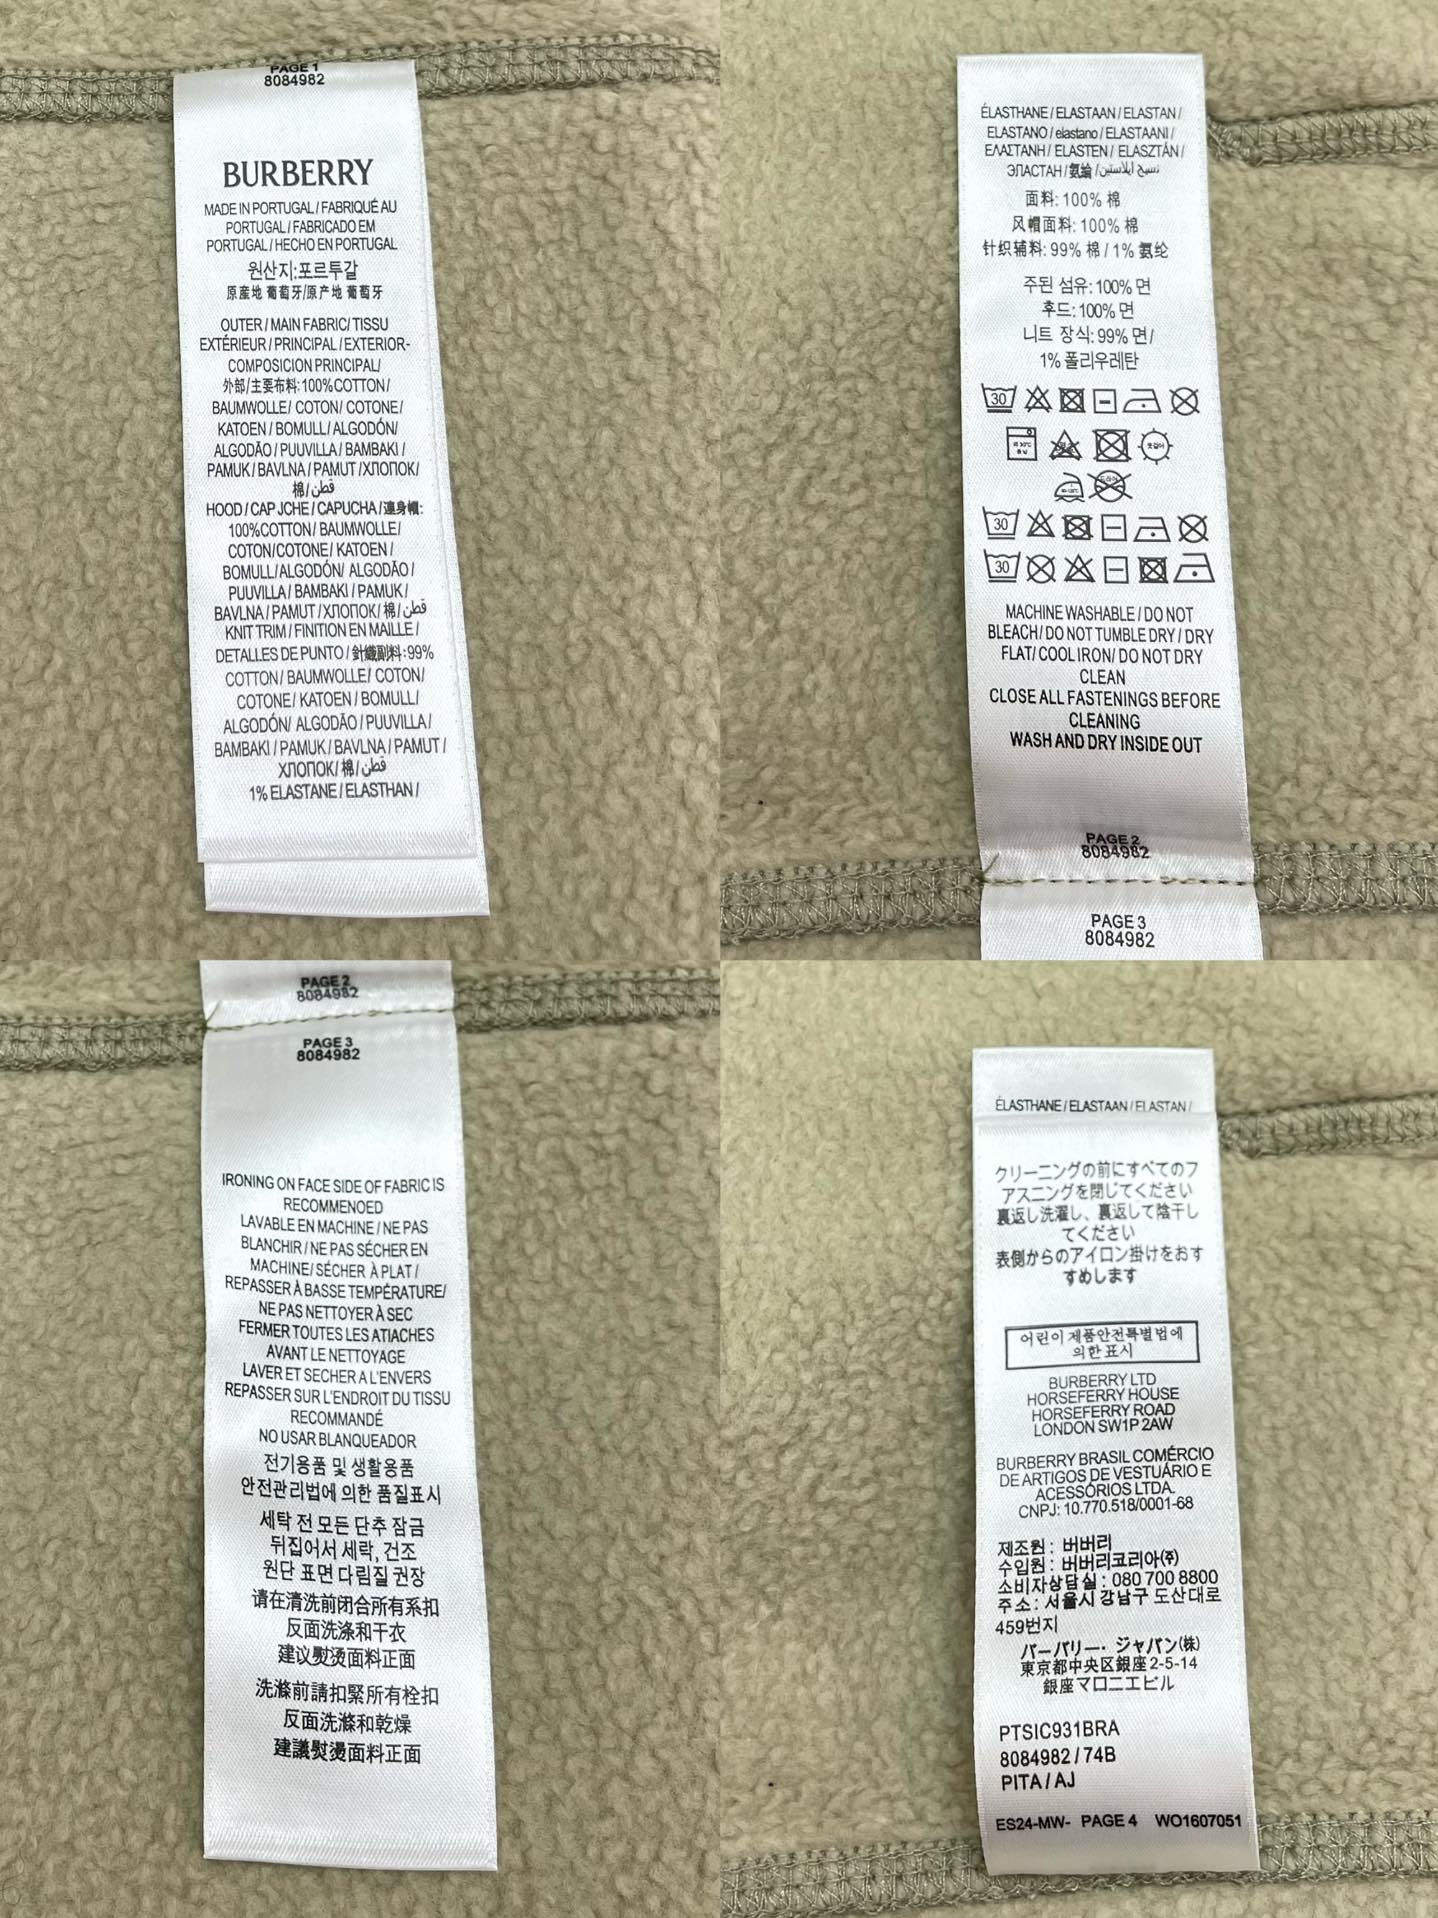 PAGE 1
8084982
BURBERRY
MADE IN PORTUGAL / FABRIQUÉ AU
PORTUGAL / FABRICADO EM
PORTUGAL / HECHO EN PORTUGAL
원산지:포르투갈
原産地 葡萄牙/原产地 葡萄牙
OUTER / MAIN FABRIC/ TISSU
EXTÉRIEUR / PRINCIPAL / EXTERIOR-
COMPOSICION PRINCIPAL/
外部/主要布料:100%COTTON /
BAUMWOLLE/ COTON/ COTONE /
KATOEN / BOMULL/ ALGODÓN/
ALGODÃO / PUUVILLA / BAMBAKI /
PAMUK / BAVLNA / PAMUT /ХЛОПОК/
棉/قطن
HOOD / CAP JCHE / CAPUCHA /連身帽:
100%COTTON / BAUMWOLLE /
COTON/COTONE / KATOEN /
BOMULL/ALGODÓN/ ALGODÃO /
PUUVILLA / BAMBAKI / PAMUK /
BAVLNA / PAMUT /ХЛОПОК/ 棉/قطن
KNIT TRIM / FINITION EN MAILLE /
DETALLES DE PUNTO / 針織副料:99%
COTTON / BAUMWOLLE/ COTON/
COTONE / KATOEN / BOMULL/
ALGODÓN/ ALGODÃO / PUUVILLA /
BAMBAKI / PAMUK / BAVLNA / PAMUT /
ХЛОПОК/ 棉/قطن
1% ELASTANE / ELASTHAN /
ÉLASTHANE / ELASTAAN / ELASTAN /
ELASTANO / elastano / ELASTAANI /
ΕΛΑΣΤΑΝΗ / ELASTEN / ELASZTÁN /
ЭЛАСТАН / 氨綸 /نسيج ايلاستين
面料: 100% 棉
风帽面料: 100% 棉
针织辅料: 99% 棉 / 1% 氨纶
주된 섬유: 100% 면
후드: 100% 면
니트 장식: 99% 면 /
1% 폴리우레탄
30
30
30
MACHINE WASHABLE / DO NOT
BLEACH / DO NOT TUMBLE DRY / DRY
FLAT/ COOL IRON/ DO NOT DRY
CLEAN
CLOSE ALL FASTENINGS BEFORE
CLEANING
WASH AND DRY INSIDE OUT
PAGE 2
8084982
PAGE 3
8084982
PAGE 2
8084982
PAGE 3
8084982
IRONING ON FACE SIDE OF FABRIC IS
RECOMMENOED
LAVABLE EN MACHINE / NE PAS
BLANCHIR / NE PAS SÉCHER EN
MACHINE/ SÉCHER À PLAT /
REPASSER À BASSE TEMPÉRATURE/
NE PAS NETTOYER À SEC
FERMER TOUTES LES ATIACHES
AVANT LE NETTOYAGE
LAVER ET SECHER A L'ENVERS
REPASSER SUR L'ENDROIT DU TISSU
RECOMMANDÉ
NO USAR BLANQUEADOR
전기용품 및 생활용품
안전관리법에 의한 품질표시
세탁 전 모든 단추 잠금
뒤집어서 세탁, 건조
원단 표면 다림질 권장
请在清洗前闭合所有系扣
反面洗涤和干衣
建议熨烫面料正面
洗滌前請扣緊所有栓扣
反面洗滌和乾燥
建議熨燙面料正面
ÉLASTHANE / ELASTAAN / ELASTAN /
クリーニングの前にすべてのフ
アスニングを閉じてください
裏返し洗濯し、裏返して陰干し
てください
表側からのアイロン掛けをおす
すめします
어린이 제품안전특별법에
의한 표시
BURBERRY LTD
HORSEFERRY HOUSE
HORSEFERRY ROAD
LONDON SW1P 2AW
BURBERRY BRASIL COMÉRCIO
DE ARTIGOS DE VESTUÁRIO E
ACESSÓRIOS LTDA.
CNPJ: 10.770.518/0001-68
제조원 : 버버리
수입원 : 버버리코리아㈜
소비자상담실 : 080 700 8800
주소 : 서울시 강남구 도산대로
459번지
バーバリー・ジャパン(株)
東京都中央区銀座2-5-14
銀座マロニエビル
PTSIC931BRA
8084982 / 74B
PITA / AJ
ES24-MW- PAGE 4 WO1607051